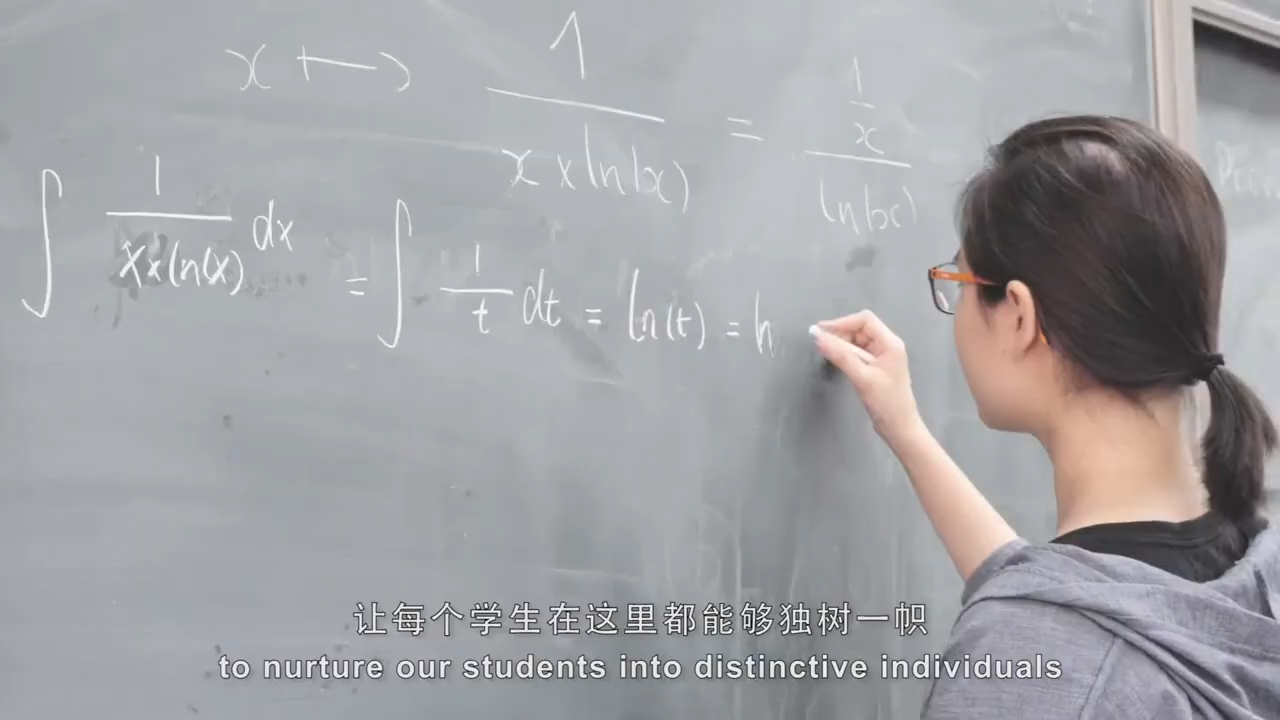 x ↦ 1/(x × ln(x)) = (1/x)/ln(x)
∫ 1/(x × ln(x)) dx = ∫ 1/t dt = ln(t) = ln
让每个学生在这里都能够独树一帜
to nurture our students into distinctive individuals